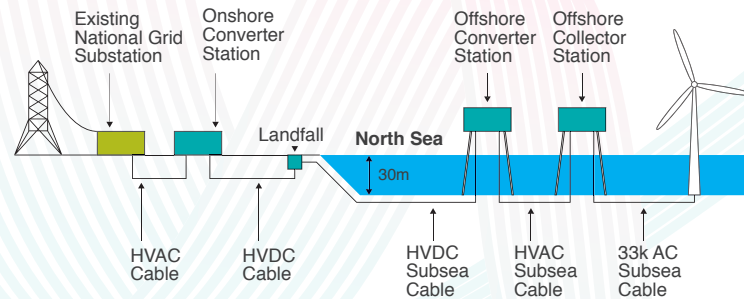 Existing
National Grid
Substation
Onshore
Converter
Station
Offshore
Converter
Station
Offshore
Collector
Station
Landfall
North Sea
30m
HVAC
Cable
HVDC
Cable
HVDC
Subsea
Cable
HVAC
Subsea
Cable
33k AC
Subsea
Cable